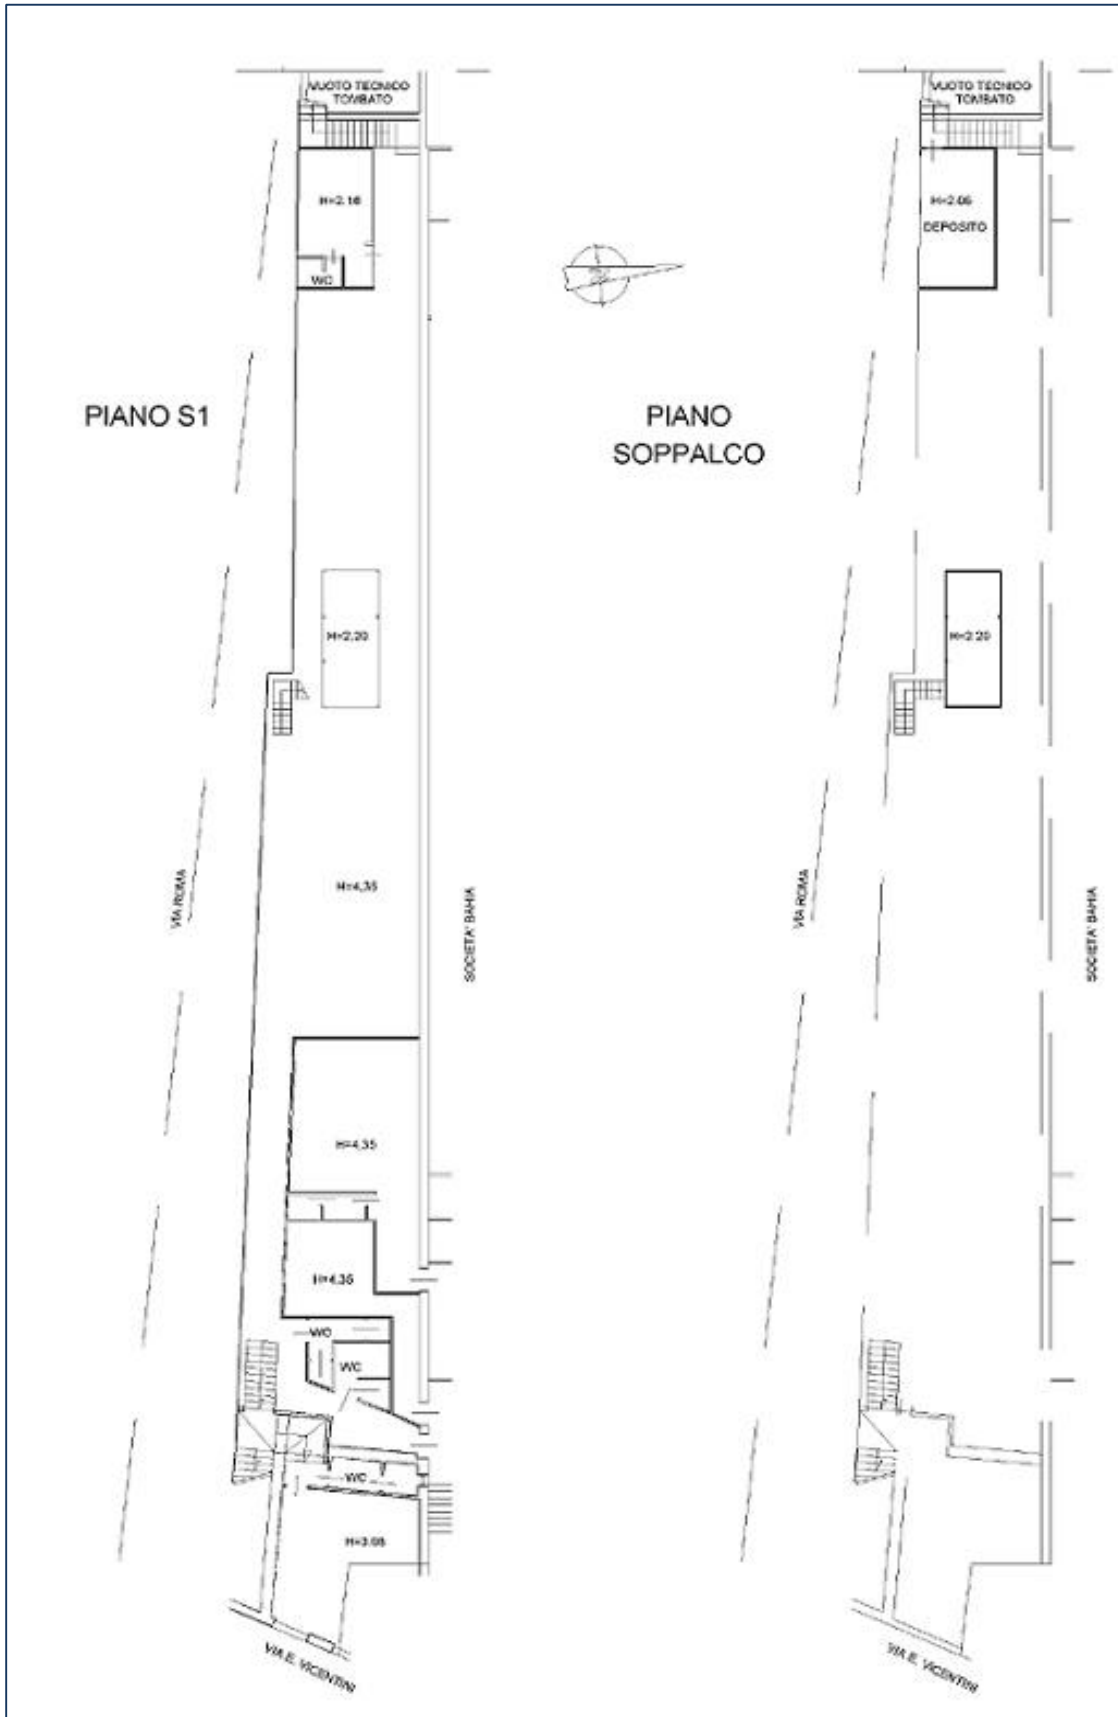 VUOTO TECNICO
TOMBATO
H=2.16
WC
PIANO S1
H=2,20
H=4,35
VIA ROMA
SOCIETA' BAHIA
H=4,35
H=4,35
WC
WC
WC
H=3.98
VIA E. VICENTINI
VUOTO TECNICO
TOMBATO
H=2.06
DEPOSITO
PIANO
SOPPALCO
H=2.20
VIA ROMA
SOCIETA' BAHIA
VIA E. VICENTINI